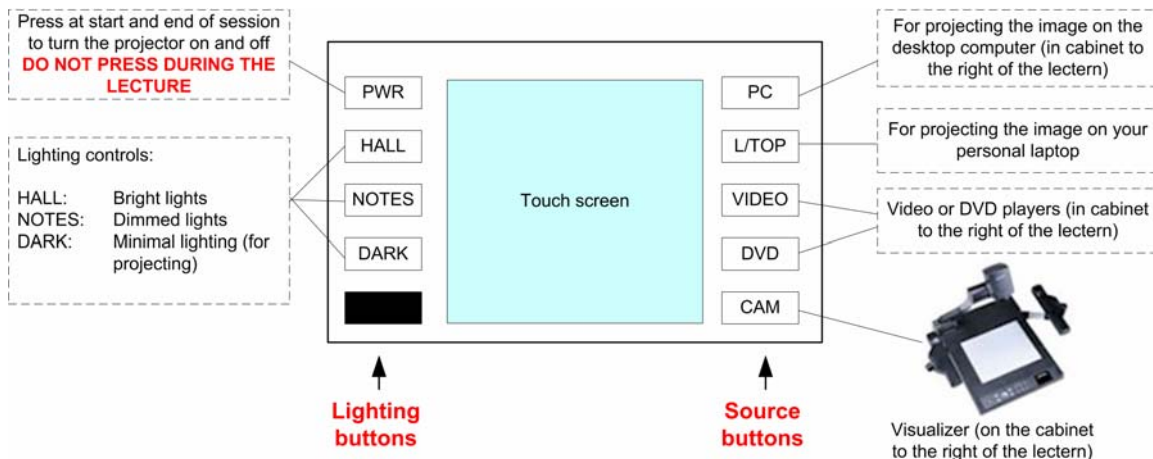 Press at start and end of session
to turn the projector on and off
DO NOT PRESS DURING THE
LECTURE
Lighting controls:
HALL: Bright lights
NOTES: Dimmed lights
DARK: Minimal lighting (for
projecting)
PWR
HALL
NOTES
DARK
Touch screen
PC
L/TOP
VIDEO
DVD
CAM
For projecting the image on the
desktop computer (in cabinet to
the right of the lectern)
For projecting the image on your
personal laptop
Video or DVD players (in cabinet
to the right of the lectern)
Visualizer (on the cabinet
to the right of the lectern)
Lighting
buttons
Source
buttons